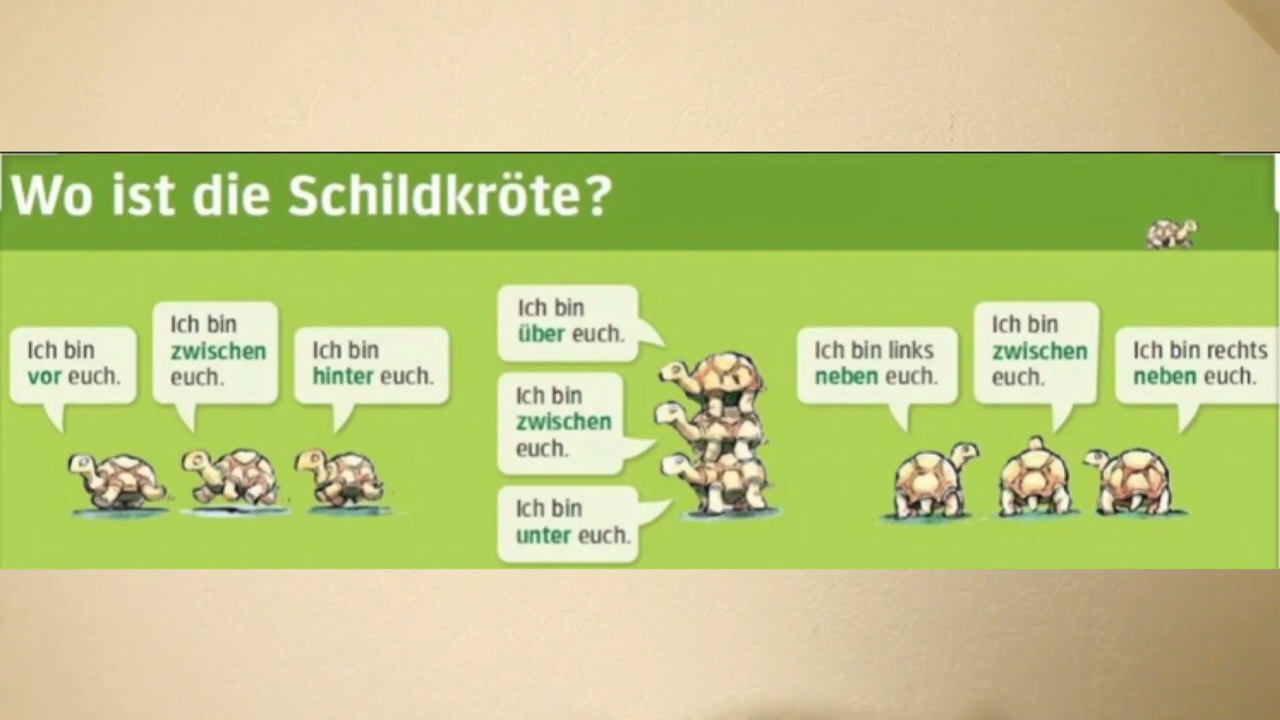 Wo ist die Schildkröte?
Ich bin
vor euch.
Ich bin
zwischen
euch.
Ich bin
hinter euch.
Ich bin
über euch.
Ich bin
zwischen
euch.
Ich bin
unter euch.
Ich bin links
neben euch.
Ich bin
zwischen
euch.
Ich bin rechts
neben euch.